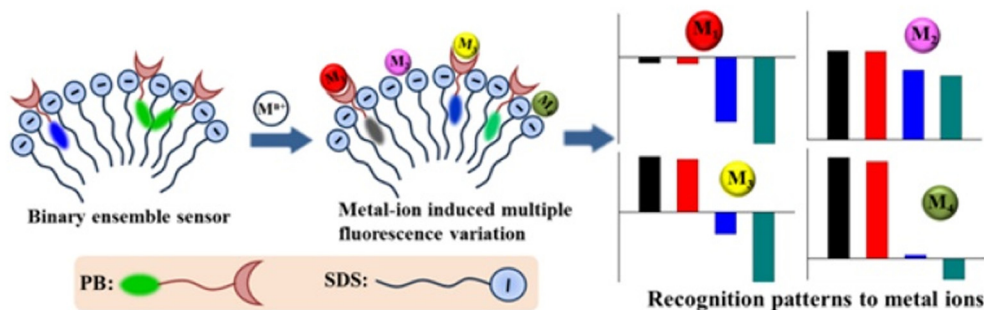 M₁
M₂
M₃
M₄
Mⁿ⁺
M₁
M₂
M₃
M₄
Binary ensemble sensor
Metal-ion induced multiple
fluorescence variation
PB:
SDS:
Recognition patterns to metal ions